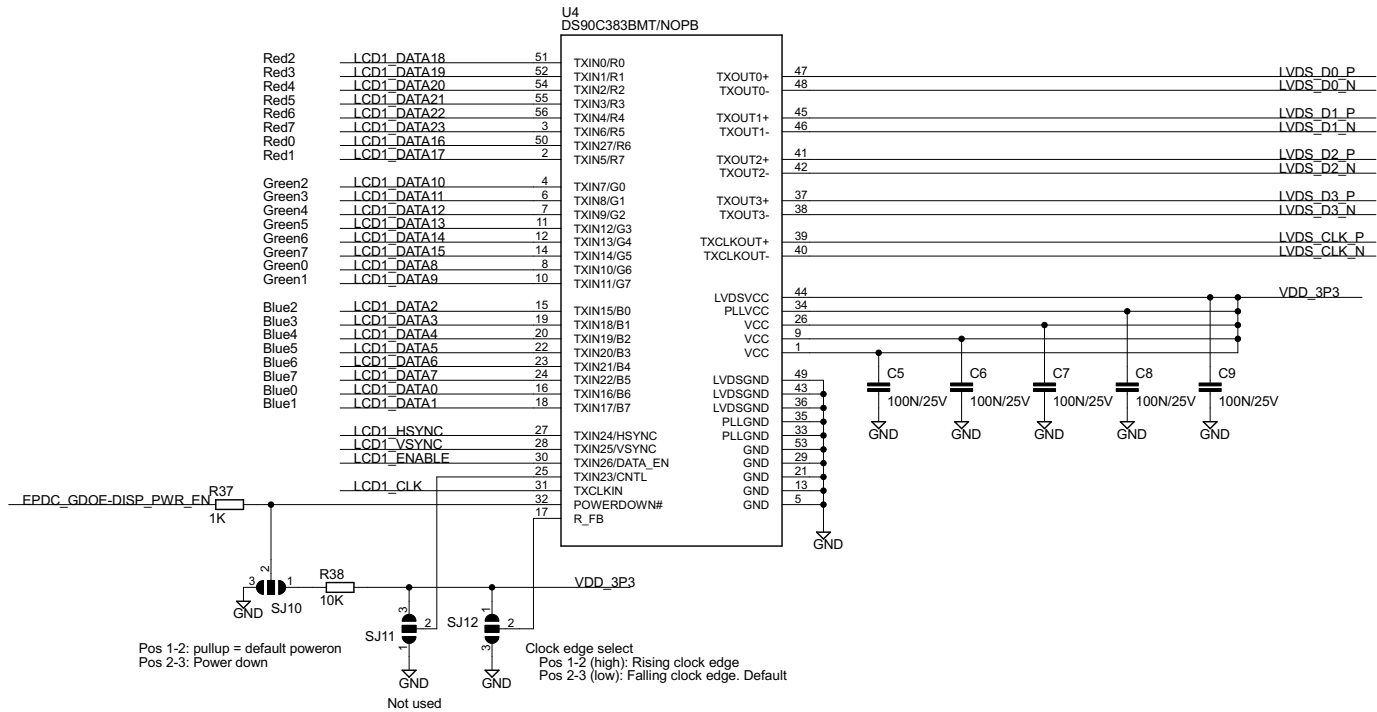 U4
DS90C383BMT/NOPB
Red2 LCD1_DATA18 51 TXIN0/R0
Red3 LCD1_DATA19 52 TXIN1/R1
Red4 LCD1_DATA20 54 TXIN2/R2
Red5 LCD1_DATA21 55 TXIN3/R3
Red6 LCD1_DATA22 56 TXIN4/R4
Red7 LCD1_DATA23 3 TXIN6/R5
Red0 LCD1_DATA16 50 TXIN27/R6
Red1 LCD1_DATA17 2 TXIN5/R7
Green2 LCD1_DATA10 4 TXIN7/G0
Green3 LCD1_DATA11 6 TXIN8/G1
Green4 LCD1_DATA12 7 TXIN9/G2
Green5 LCD1_DATA13 11 TXIN12/G3
Green6 LCD1_DATA14 12 TXIN13/G4
Green7 LCD1_DATA15 14 TXIN14/G5
Green0 LCD1_DATA8 8 TXIN10/G6
Green1 LCD1_DATA9 10 TXIN11/G7
Blue2 LCD1_DATA2 15 TXIN15/B0
Blue3 LCD1_DATA3 19 TXIN18/B1
Blue4 LCD1_DATA4 20 TXIN19/B2
Blue5 LCD1_DATA5 22 TXIN20/B3
Blue6 LCD1_DATA6 23 TXIN21/B4
Blue7 LCD1_DATA7 24 TXIN22/B5
Blue0 LCD1_DATA0 16 TXIN16/B6
Blue1 LCD1_DATA1 18 TXIN17/B7
LCD1_HSYNC 27 TXIN24/HSYNC
LCD1_VSYNC 28 TXIN25/VSYNC
LCD1_ENABLE 30 TXIN26/DATA_EN
25 TXIN23/CNTL
LCD1_CLK 31 TXCLKIN
EPDC_GDOE-DISP_PWR_EN R37 32 POWERDOWN#
1K
17 R_FB
TXOUT0+ 47 LVDS_D0_P
TXOUT0- 48 LVDS_D0_N
TXOUT1+ 45 LVDS_D1_P
TXOUT1- 46 LVDS_D1_N
TXOUT2+ 41 LVDS_D2_P
TXOUT2- 42 LVDS_D2_N
TXOUT3+ 37 LVDS_D3_P
TXOUT3- 38 LVDS_D3_N
TXCLKOUT+ 39 LVDS_CLK_P
TXCLKOUT- 40 LVDS_CLK_N
LVDSVCC 44 VDD_3P3
PLLVCC 34
VCC 26
VCC 9
VCC 1
LVDSGND 49
LVDSGND 43
LVDSGND 36
PLLGND 35
PLLGND 33
GND 53
GND 29
GND 21
GND 13
GND 5
GND
C5 C6 C7 C8 C9
100N/25V 100N/25V 100N/25V 100N/25V 100N/25V
GND GND GND GND GND
2
3 1 R38 VDD_3P3
GND SJ10 10K
3 1
SJ11 2 SJ12 2
1 3
GND GND
Not used
Pos 1-2: pullup = default poweron
Pos 2-3: Power down
Clock edge select
Pos 1-2 (high): Rising clock edge
Pos 2-3 (low): Falling clock edge. Default